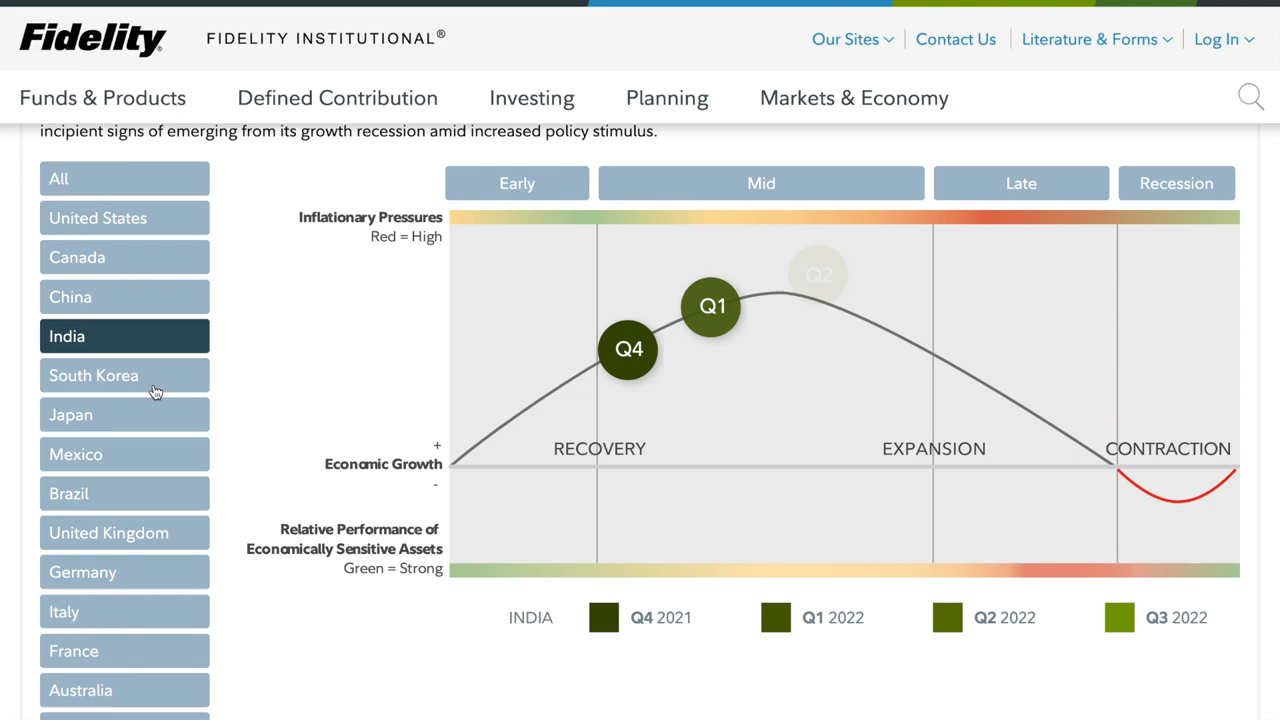 Fidelity
FIDELITY INSTITUTIONAL®
Our Sites
Contact Us
Literature & Forms
Log In
Funds & Products
Defined Contribution
Investing
Planning
Markets & Economy
incipient signs of emerging from its growth recession amid increased policy stimulus.
All
United States
Canada
China
India
South Korea
Japan
Mexico
Brazil
United Kingdom
Germany
Italy
France
Australia
Early
Mid
Late
Recession
Inflationary Pressures
Red = High
Q2
Q1
Q4
+
Economic Growth
-
RECOVERY
EXPANSION
CONTRACTION
Relative Performance of
Economically Sensitive Assets
Green = Strong
INDIA
Q4 2021
Q1 2022
Q2 2022
Q3 2022